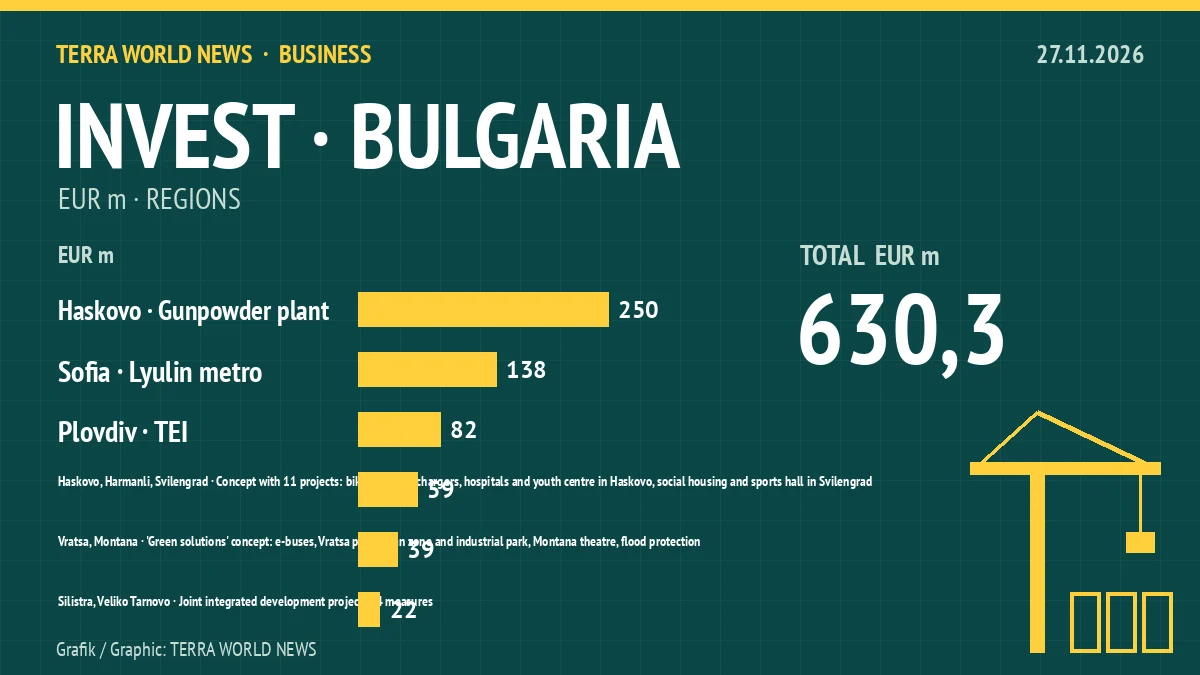 TERRA WORLD NEWS · BUSINESS
27.11.2026
INVEST · BULGARIA
EUR m · REGIONS
EUR m
TOTAL EUR m
630,3
Haskovo · Gunpowder plant 250
Sofia · Lyulin metro 138
Plovdiv · TEI 82
Haskovo, Harmanli, Svilengrad · Concept with 11 projects: hospitals and youth centre in Haskovo, social housing and sports hall in Svilengrad
59
Vratsa, Montana · 'Green solutions' concept: e-buses, Vratsa and industrial park, Montana theatre, flood protection
39
Silistra, Veliko Tarnovo · Joint integrated development measures
22
Grafik / Graphic: TERRA WORLD NEWS